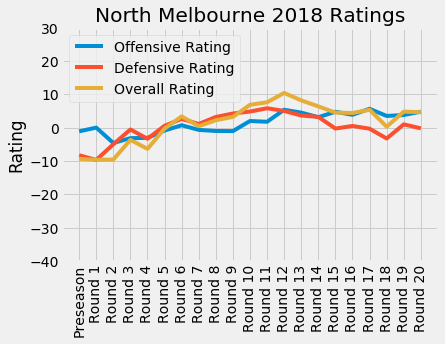 North Melbourne 2018 Ratings
Offensive Rating
Defensive Rating
Overall Rating
Rating
30
20
10
0
−10
−20
−30
−40
Preseason
Round 1
Round 2
Round 3
Round 4
Round 5
Round 6
Round 7
Round 8
Round 9
Round 10
Round 11
Round 12
Round 13
Round 14
Round 15
Round 16
Round 17
Round 18
Round 19
Round 20